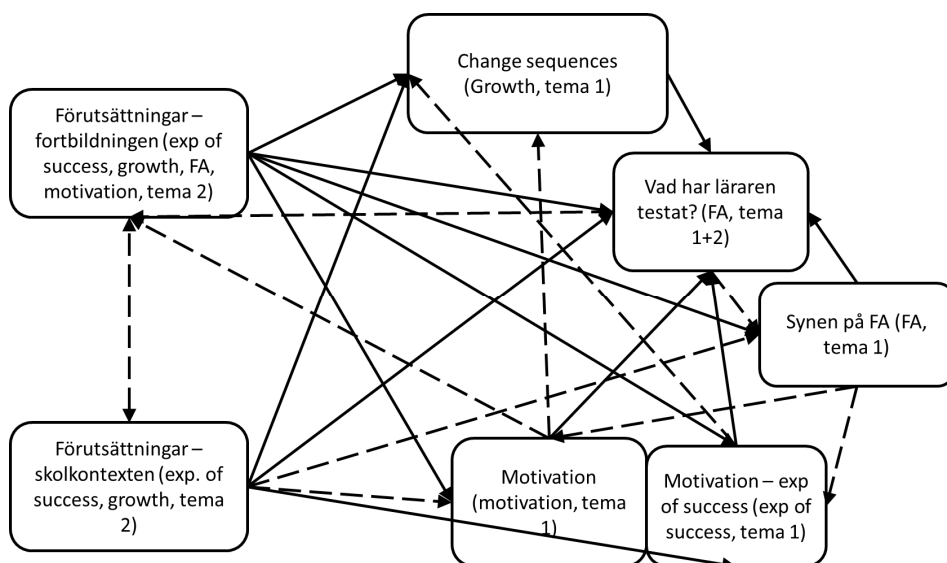 Change sequences
(Growth, tema 1)
Förutsättningar –
fortbildningen (exp
of success, growth, FA,
motivation, tema 2)
Vad har läraren
testat? (FA, tema
1+2)
Synen på FA (FA,
tema 1)
Förutsättningar –
skolkontexten (exp. of
success, growth, tema
2)
Motivation
(motivation, tema
1)
Motivation – exp
of success (exp of
success, tema 1)